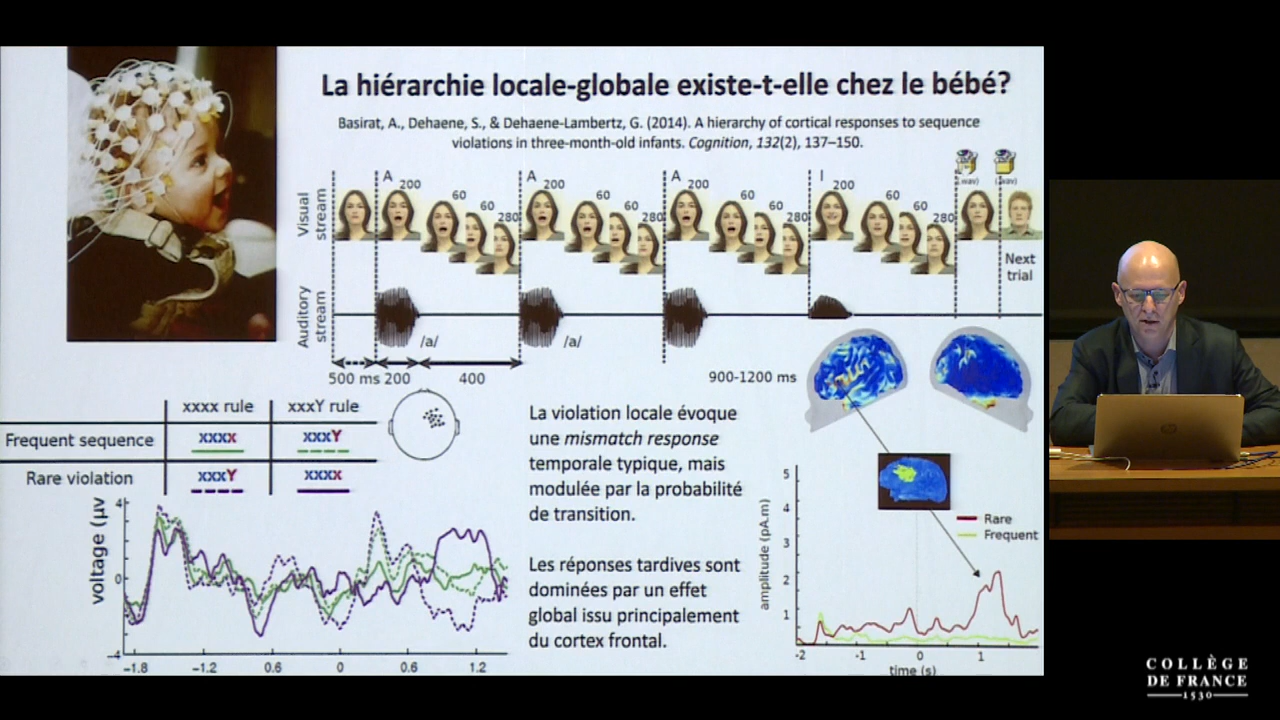 La hiérarchie locale-globale existe-t-elle chez le bébé?
Basirat, A., Dehaene, S., & Dehaene-Lambertz, G. (2014). A hierarchy of cortical responses to sequence
violations in three-month-old infants. Cognition, 132(2), 137–150.
Visual stream
A 200 60 60 280
A 200 60 60 280
A 200 60 60 280
I 200 60 60 280
(.wav) (.wav)
Next
trial
Auditory stream
/a/ /a/
500 ms 200 400 900-1200 ms
xxxx rule xxxY rule
Frequent sequence xxxx xxxY
Rare violation xxxY xxxx
voltage (µv
4
0
-4
-1.8 -1.2 0.6 0 0.6 1.2
La violation locale évoque
une mismatch response
temporale typique, mais
modulée par la probabilité
de transition.
Les réponses tardives sont
dominées par un effet
global issu principalement
du cortex frontal.
amplitude (pA.m)
5
4
3
2
1
Rare
Frequent
-2 -1 0 1
time (s)
hp
COLLÈGE
DE FRANCE
1530